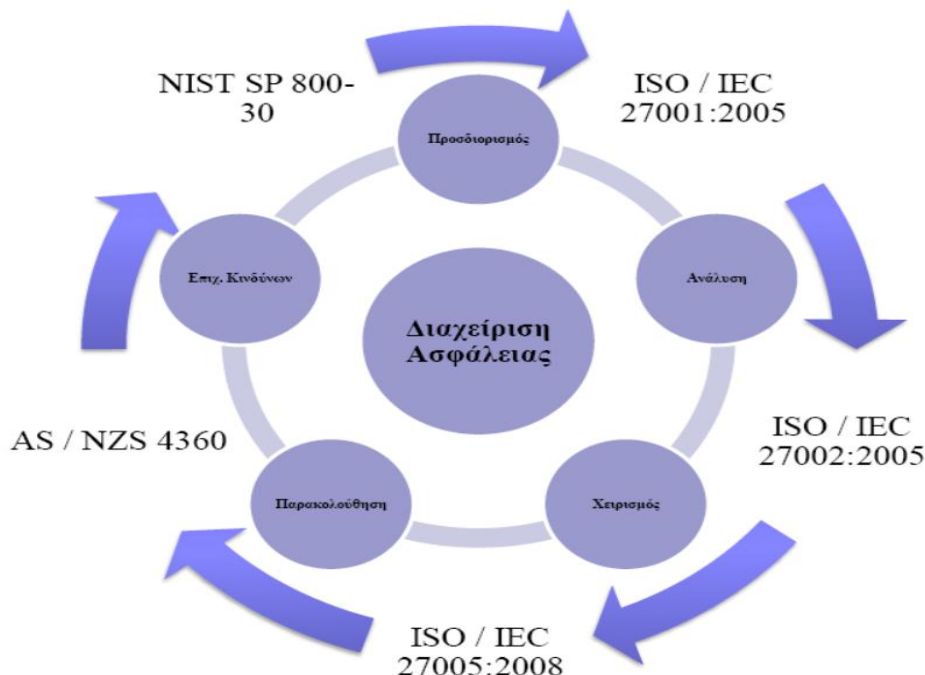 NIST SP 800-
30
ISO / IEC
27001:2005
Προσδιορισμός
Επιχ. Κινδύνων
Ανάλυση
Διαχείριση
Ασφάλειας
AS / NZS 4360
ISO / IEC
27002:2005
Παρακολούθηση
Χειρισμός
ISO / IEC
27005:2008